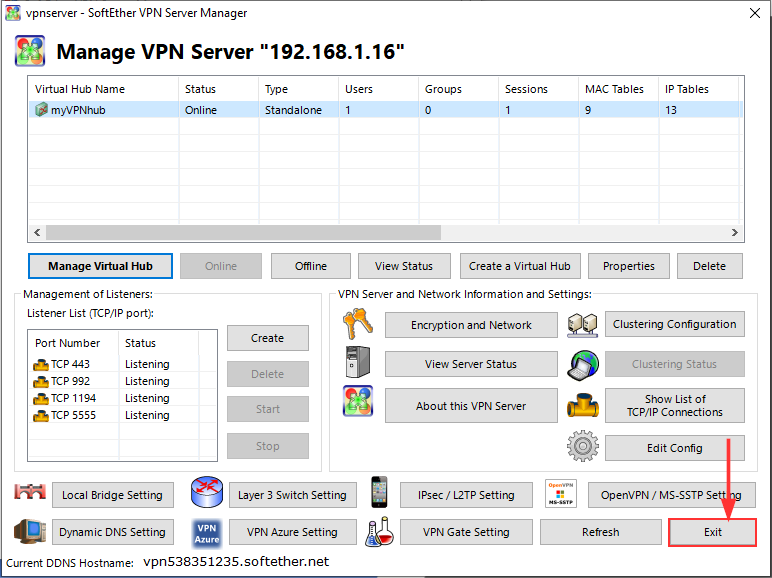 vpnserver - SoftEther VPN Server Manager
Manage VPN Server "192.168.1.16"
Virtual Hub Name Status Type Users Groups Sessions MAC Tables IP Tables
myVPNhub Online Standalone 1 0 1 9 13
Manage Virtual Hub Online Offline View Status Create a Virtual Hub Properties Delete
Management of Listeners:
Listener List (TCP/IP port):
Port Number Status
TCP 443 Listening
TCP 992 Listening
TCP 1194 Listening
TCP 5555 Listening
Create
Delete
Start
Stop
VPN Server and Network Information and Settings:
Encryption and Network Clustering Configuration
View Server Status Clustering Status
About this VPN Server Show List of
TCP/IP Connections
Edit Config
Local Bridge Setting Layer 3 Switch Setting IPsec / L2TP Setting OpenVPN
MS-SSTP OpenVPN / MS-SSTP Setting
Dynamic DNS Setting VPN
Azure VPN Azure Setting VPN Gate Setting Refresh Exit
Current DDNS Hostname: vpn538351235.softether.net